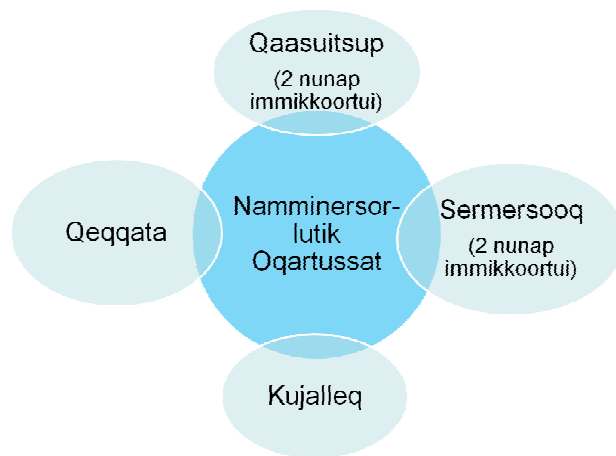 Qaasuitsup
(2 nunap
immikkoortui)
Qeqqata
Namminersor-
lutik
Oqartussat
Sermersooq
(2 nunap
immikkoortui)
Kujalleq